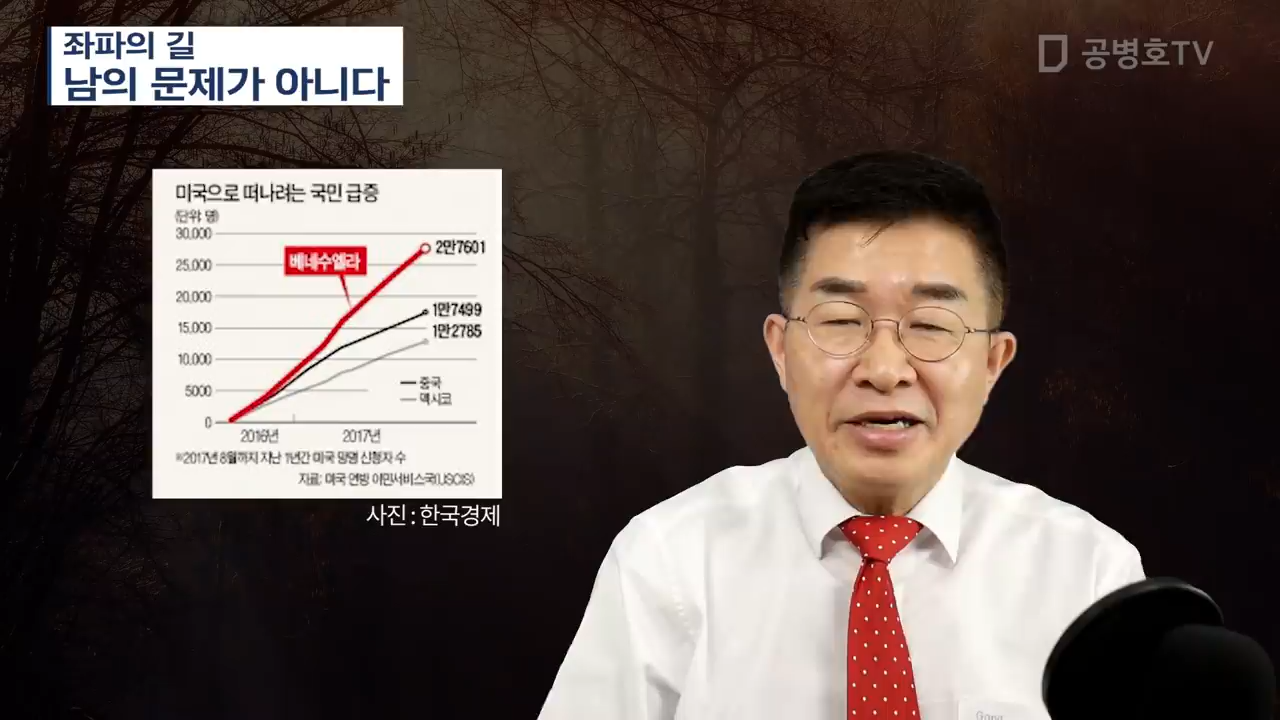 좌파의 길
남의 문제가 아니다
공병호TV
미국으로 떠나려는 국민 급증
(단위: 명)
30,000
25,000
20,000
15,000
10,000
5000
0
베네수엘라
2만7601
1만7499
1만2785
중국
멕시코
2016년 2017년
※2017년 8월까지 지난 1년간 미국 망명 신청자 수
자료: 미국 연방 이민서비스국(USCIS)
사진 : 한국경제